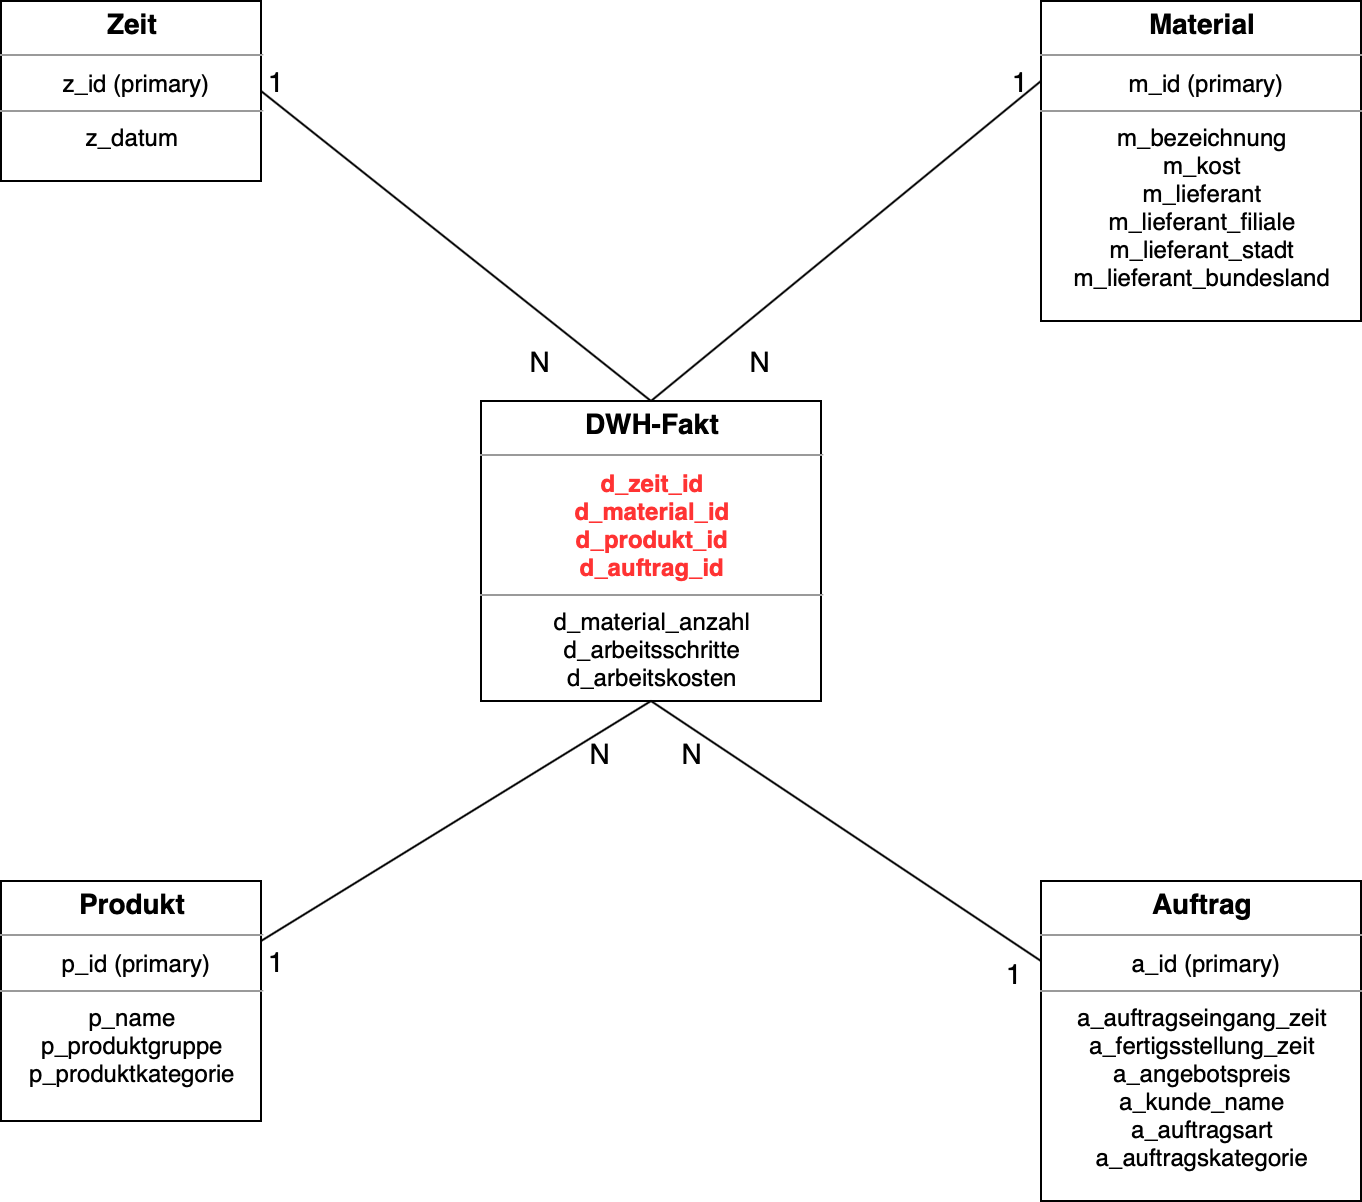 Zeit
z_id (primary)
z_datum
1
Material
m_id (primary)
m_bezeichnung
m_kost
m_lieferant
m_lieferant_filiale
m_lieferant_stadt
m_lieferant_bundesland
1
N
N
DWH-Fakt
d_zeit_id
d_material_id
d_produkt_id
d_auftrag_id
d_material_anzahl
d_arbeitsschritte
d_arbeitskosten
N
N
Produkt
p_id (primary)
p_name
p_produktgruppe
p_produktkategorie
1
1
Auftrag
a_id (primary)
a_auftragseingang_zeit
a_fertigsstellung_zeit
a_angebotspreis
a_kunde_name
a_auftragsart
a_auftragskategorie